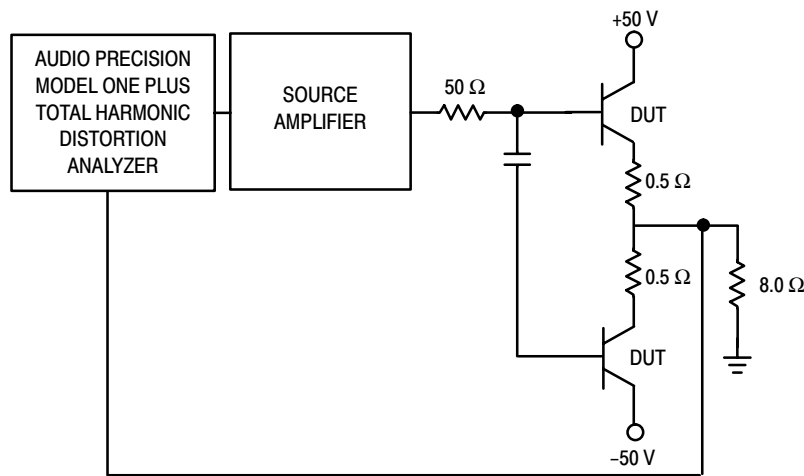 +50 V
AUDIO PRECISION
MODEL ONE PLUS
TOTAL HARMONIC
DISTORTION
ANALYZER
SOURCE
AMPLIFIER
50 Ω
DUT
0.5 Ω
0.5 Ω
8.0 Ω
DUT
–50 V